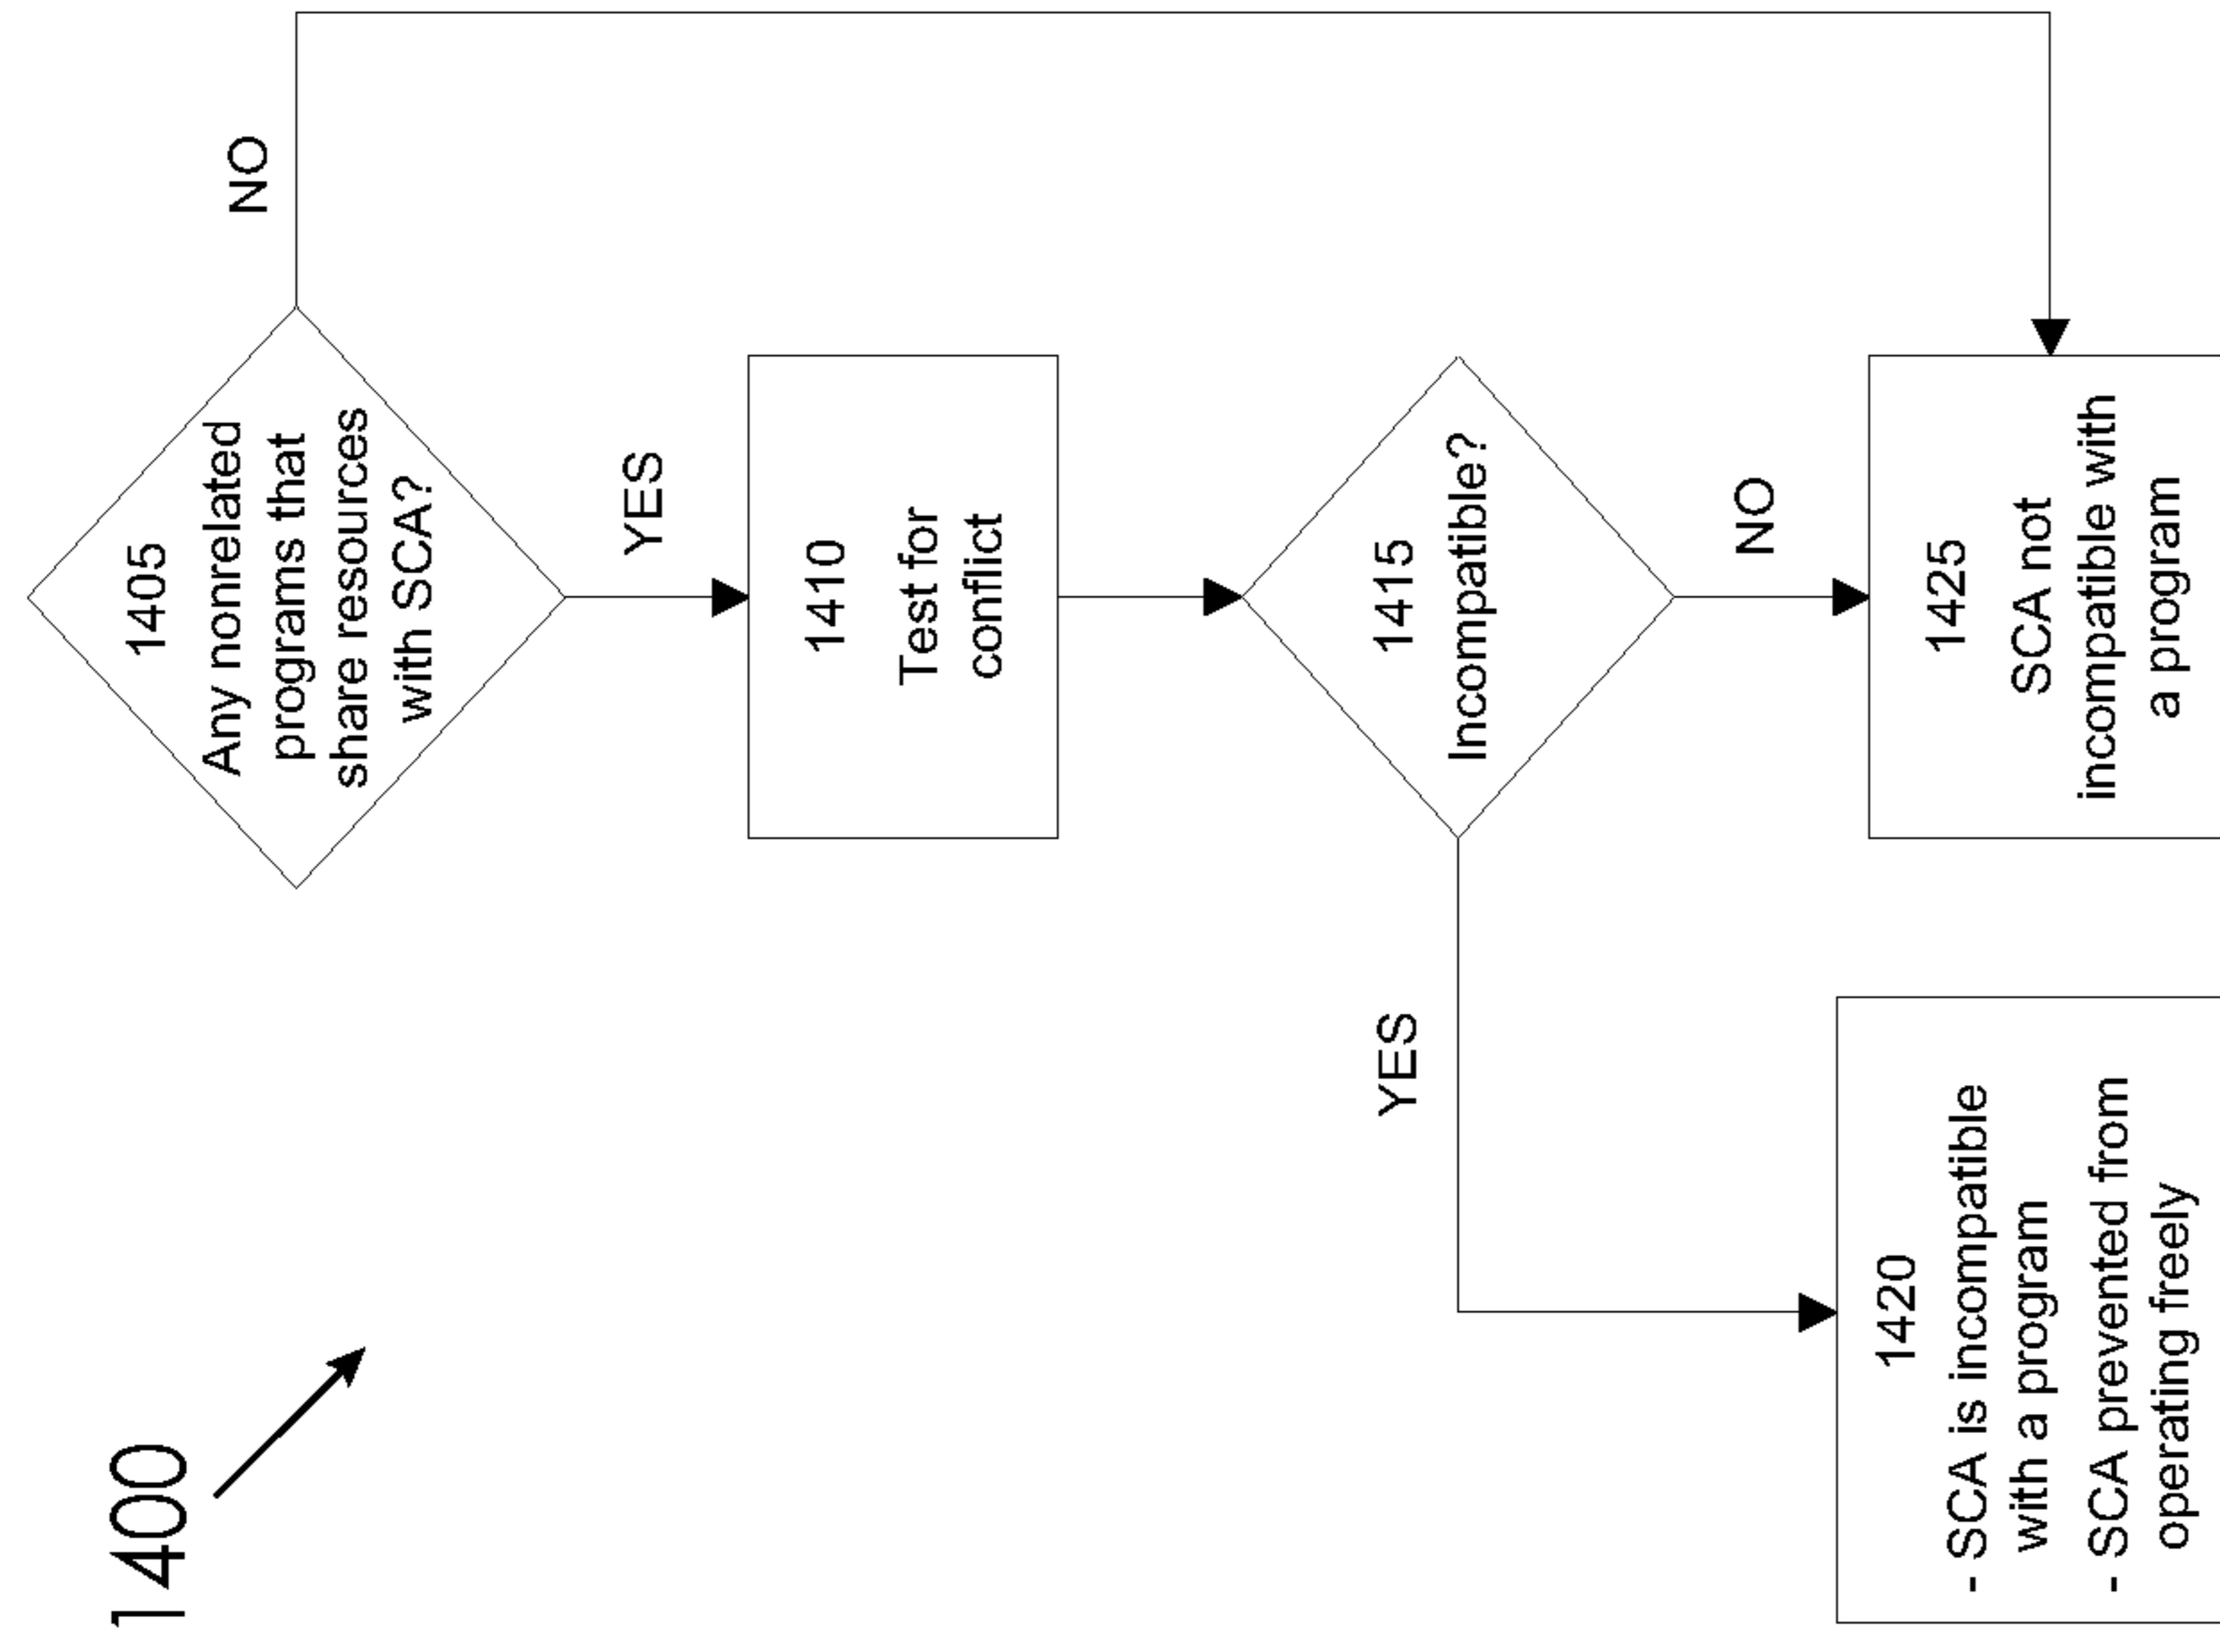 1400
1405
Any nonrelated
programs that
share resources
with SCA?
NO
YES
1410
Test for
conflict
1415
Incompatible?
YES
NO
1420
- SCA is incompatible
with a program
- SCA prevented from
operating freely
1425
SCA not
incompatible with
a program